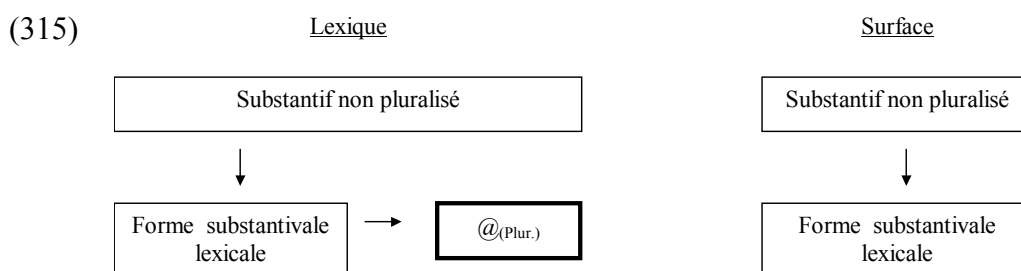 (315) Lexique Surface
Substantif non pluralisé Substantif non pluralisé
Forme substantivale
lexicale
@(Plur.)
Forme substantivale
lexicale